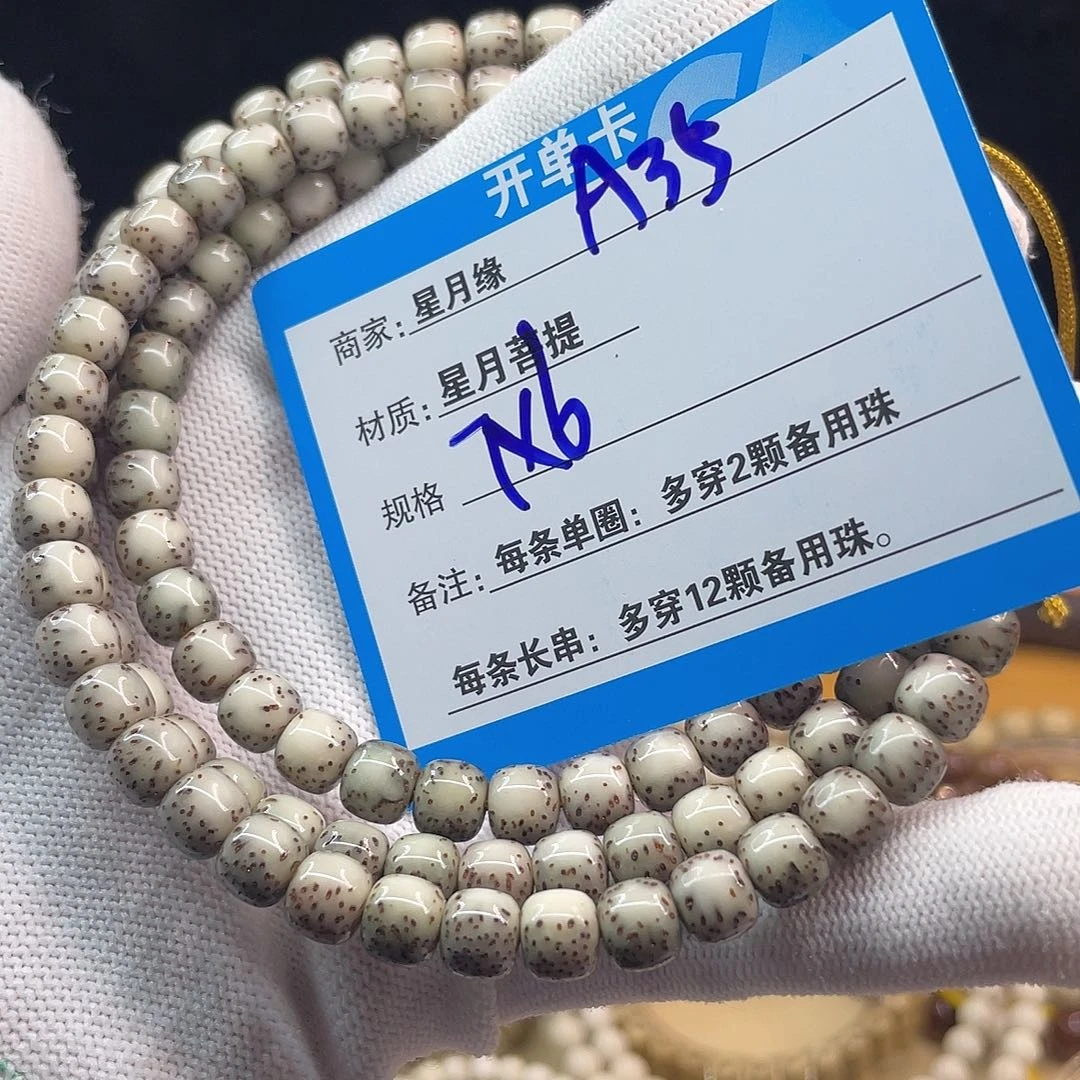 开单卡
A35
商家：星月缘
材质：星月菩提
规格 7×6
备注：每条单圈：多穿2颗备用珠
每条长串：多穿12颗备用珠。